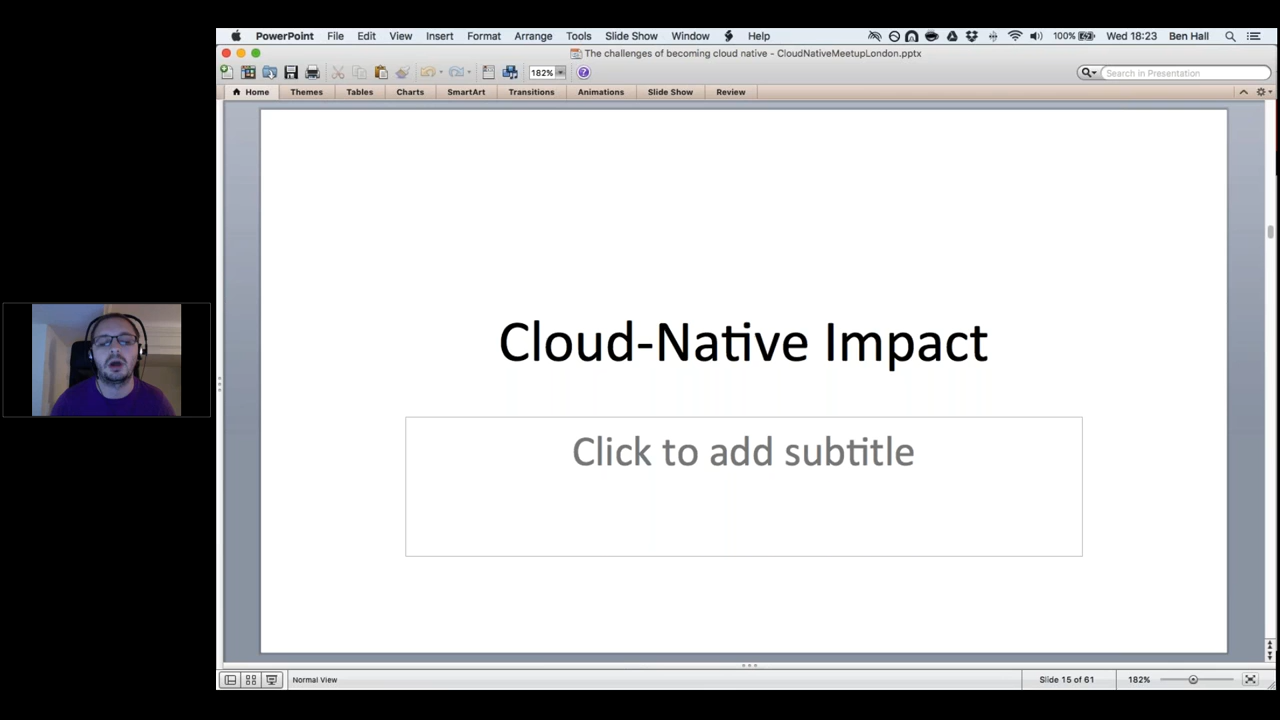 PowerPoint File Edit View Insert Format Arrange Tools Slide Show Window Help 100% Wed 18:23 Ben Hall
The challenges of becoming cloud native - CloudNativeMeetupLondon.pptx
182% Search in Presentation
Home Themes Tables Charts SmartArt Transitions Animations Slide Show Review
Cloud-Native Impact
Click to add subtitle
Normal View Slide 15 of 61 182%